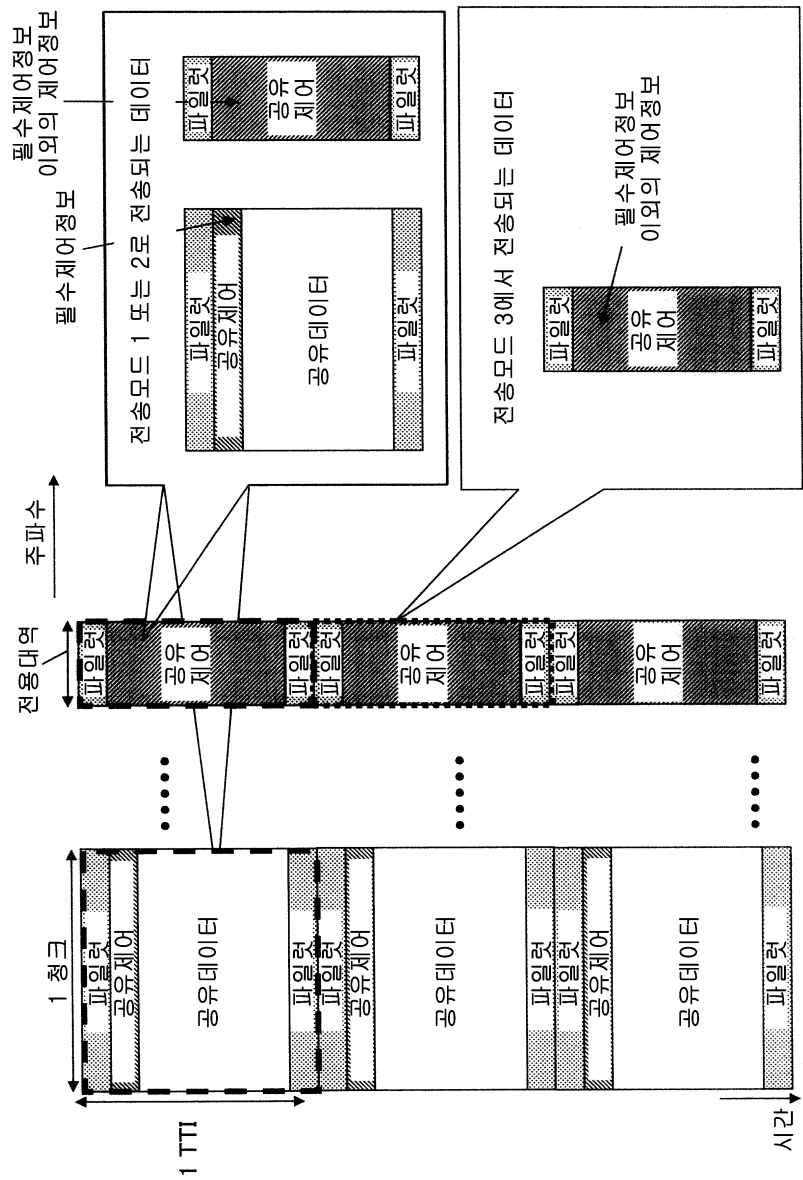 필수제어정보
이외의 제어정보
필수제어정보
전송모드 1 또는 2로 전송되는 데이터
파일럿
공유제어
공유데이터
파일럿
파일럿
공유
제어
파일럿
전송모드 3에서 전송되는 데이터
필수제어정보
이외의 제어정보
파일럿
공유
제어
파일럿
주파수
전용대역
파일럿
공유
제어
파일럿
파일럿
공유
제어
파일럿
파일럿
공유
제어
파일럿
1 청크
1 TTI
파일럿
공유제어
공유데이터
파일럿
파일럿
공유제어
공유데이터
파일럿
파일럿
공유제어
공유데이터
파일럿
시간